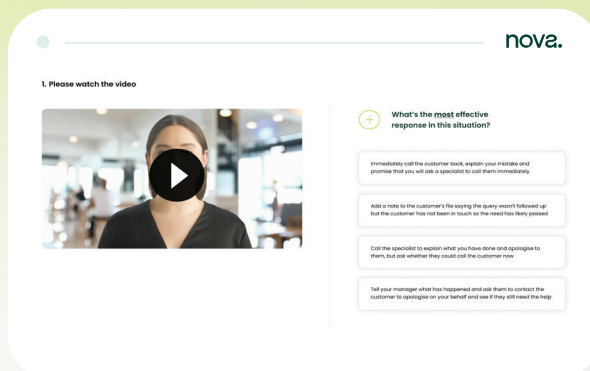 nova.
1. Please watch the video
What's the most effective
response in this situation?
Immediately call the customer back, explain your mistake and
promise that you will ask a specialist to call them immediately
Add a note to the customer's file saying the query wasn't followed up
but the customer has not been in touch so the need has likely passed
Call the specialist to explain what you have done and apologise to
them, but ask whether they could call the customer now
Tell your manager what has happened and ask them to contact the
customer to apologise on your behalf and see if they still need the help